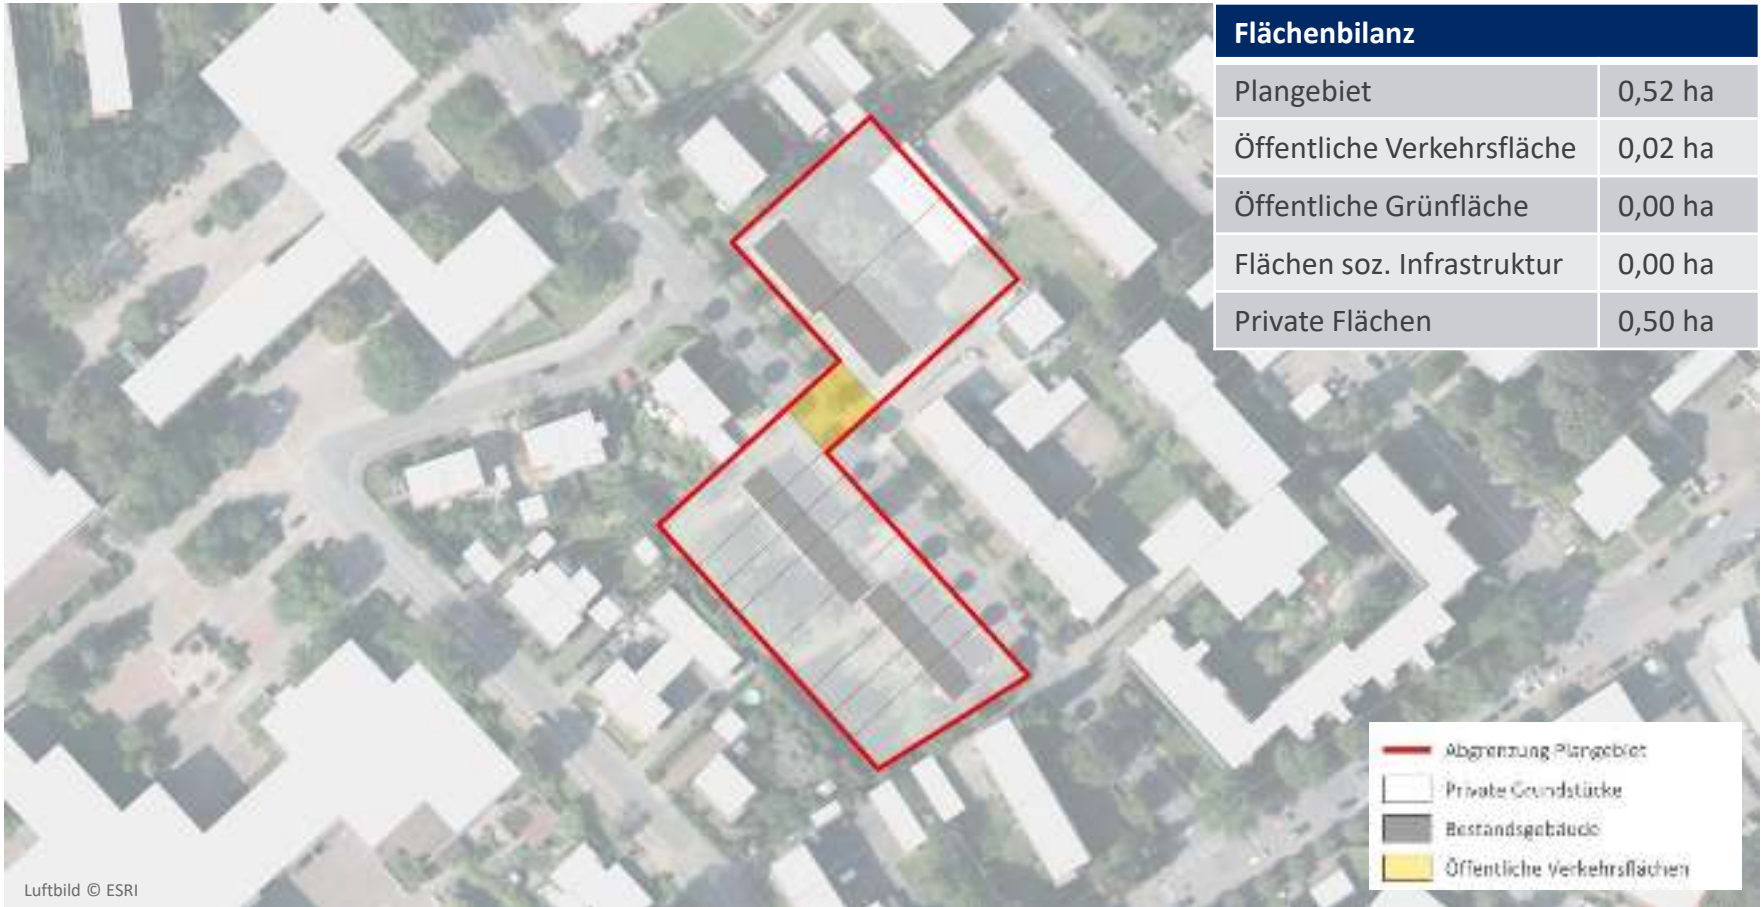 Flächenbilanz
Plangebiet 0,52 ha
Öffentliche Verkehrsfläche 0,02 ha
Öffentliche Grünfläche 0,00 ha
Flächen soz. Infrastruktur 0,00 ha
Private Flächen 0,50 ha
Abgrenzung Plangebiet
Private Grundstücke
Bestandsgebäude
Öffentliche Verkehrsflächen
Luftbild © ESRI